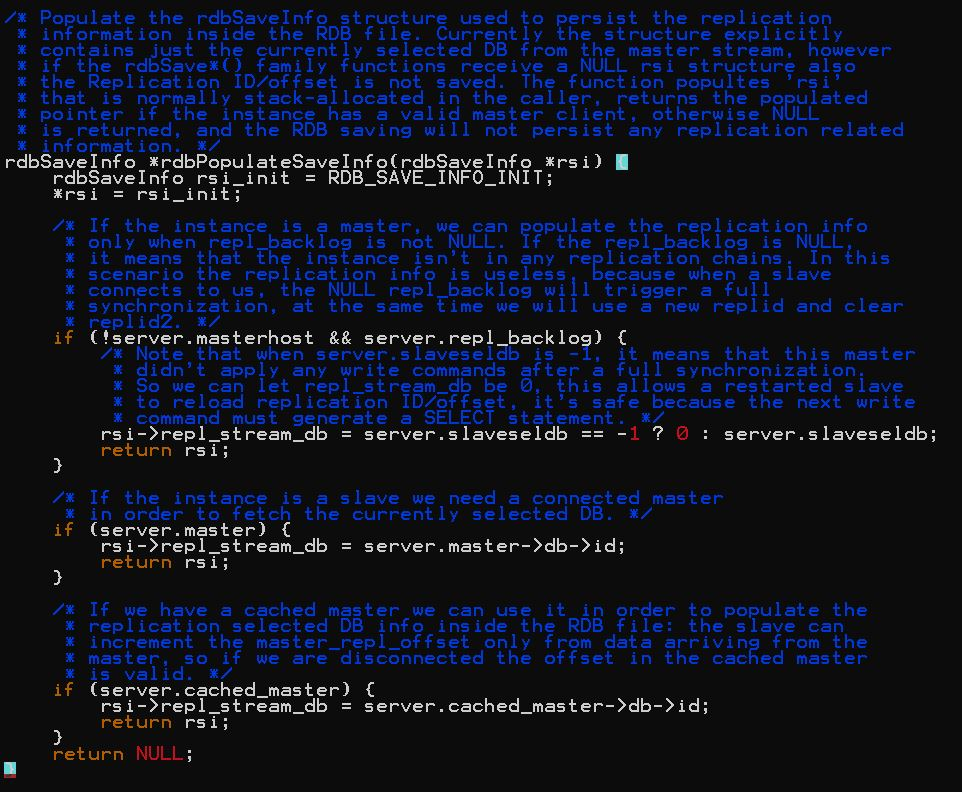 /* Populate the rdbSaveInfo structure used to persist the replication
 * information inside the RDB file. Currently the structure explicitly
 * contains just the currently selected DB from the master stream, however
 * if the rdbSave*() family functions receive a NULL rsi structure also
 * the Replication ID/offset is not saved. The function popultes 'rsi'
 * that is normally stack-allocated in the caller, returns the populated
 * pointer if the instance has a valid master client, otherwise NULL
 * is returned, and the RDB saving will not persist any replication related
 * information. */
rdbSaveInfo *rdbPopulateSaveInfo(rdbSaveInfo *rsi) {
    rdbSaveInfo rsi_init = RDB_SAVE_INFO_INIT;
    *rsi = rsi_init;

    /* If the instance is a master, we can populate the replication info
     * only when repl_backlog is not NULL. If the repl_backlog is NULL,
     * it means that the instance isn't in any replication chains. In this
     * scenario the replication info is useless, because when a slave
     * connects to us, the NULL repl_backlog will trigger a full
     * synchronization, at the same time we will use a new replid and clear
     * replid2. */
    if (!server.masterhost && server.repl_backlog) {
        /* Note that when server.slaveseldb is -1, it means that this master
         * didn't apply any write commands after a full synchronization.
         * So we can let repl_stream_db be 0, this allows a restarted slave
         * to reload replication ID/offset, it's safe because the next write
         * command must generate a SELECT statement. */
        rsi->repl_stream_db = server.slaveseldb == -1 ? 0 : server.slaveseldb;
        return rsi;
    }

    /* If the instance is a slave we need a connected master
     * in order to fetch the currently selected DB. */
    if (server.master) {
        rsi->repl_stream_db = server.master->db->id;
        return rsi;
    }

    /* If we have a cached master we can use it in order to populate the
     * replication selected DB info inside the RDB file: the slave can
     * increment the master_repl_offset only from data arriving from the
     * master, so if we are disconnected the offset in the cached master
     * is valid. */
    if (server.cached_master) {
        rsi->repl_stream_db = server.cached_master->db->id;
        return rsi;
    }
    return NULL;
}